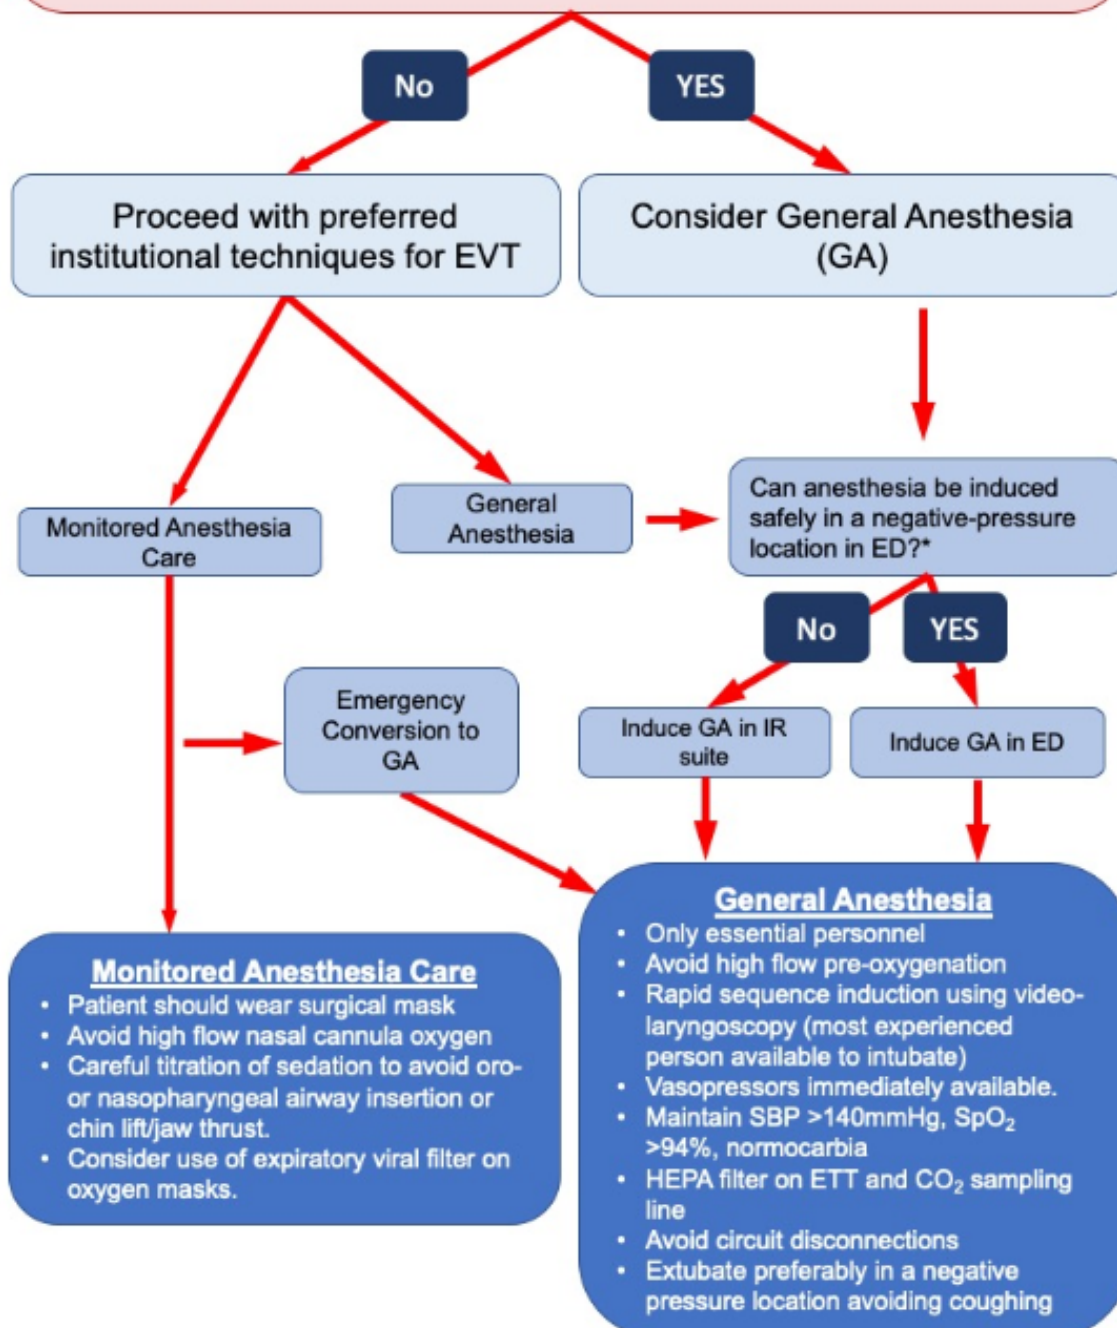 No
YES
Proceed with preferred
institutional techniques for EVT
Consider General Anesthesia
(GA)
Monitored Anesthesia
Care
General
Anesthesia
Can anesthesia be induced
safely in a negative-pressure
location in ED?*
No
YES
Emergency
Conversion to
GA
Induce GA in IR
suite
Induce GA in ED
Monitored Anesthesia Care
• Patient should wear surgical mask
• Avoid high flow nasal cannula oxygen
• Careful titration of sedation to avoid oro-
or nasopharyngeal airway insertion or
chin lift/jaw thrust.
• Consider use of expiratory viral filter on
oxygen masks.
General Anesthesia
• Only essential personnel
• Avoid high flow pre-oxygenation
• Rapid sequence induction using video-
laryngoscopy (most experienced
person available to intubate)
• Vasopressors immediately available.
• Maintain SBP >140mmHg, SpO₂
>94%, normocarbia
• HEPA filter on ETT and CO₂ sampling
line
• Avoid circuit disconnections
• Extubate preferably in a negative
pressure location avoiding coughing